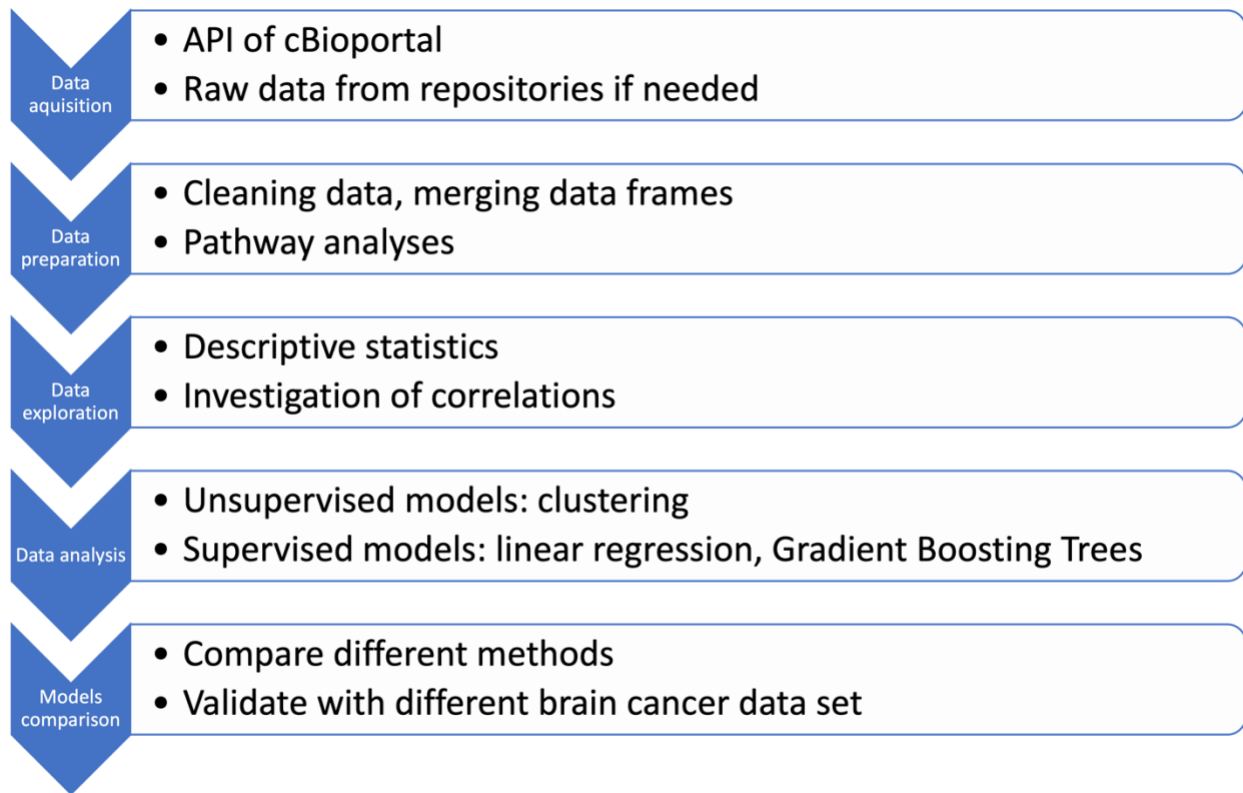 Data
aquisition
• API of cBioportal
• Raw data from repositories if needed
Data
preparation
• Cleaning data, merging data frames
• Pathway analyses
Data
exploration
• Descriptive statistics
• Investigation of correlations
Data analysis
• Unsupervised models: clustering
• Supervised models: linear regression, Gradient Boosting Trees
Models
comparison
• Compare different methods
• Validate with different brain cancer data set